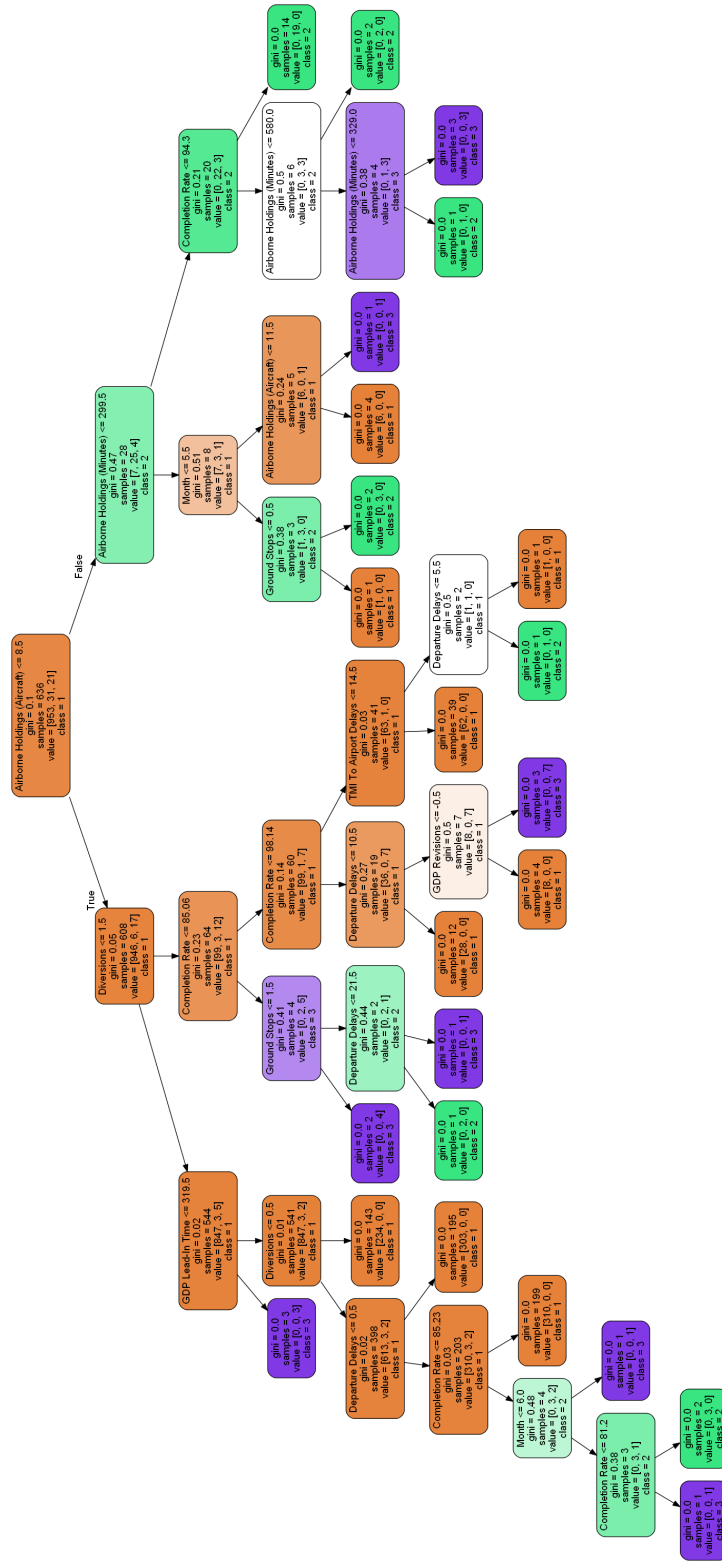 Airborne Holdings (Aircraft) <= 8.5
gini = 0.1
samples = 636
value = [953, 31, 21]
class = 1
True
False
Diversions <= 1.5
gini = 0.05
samples = 608
value = [946, 6, 17]
class = 1
Airborne Holdings (Minutes) <= 299.5
gini = 0.47
samples = 28
value = [7, 25, 4]
class = 2
GDP Lead-In Time <= 319.5
gini = 0.02
samples = 544
value = [847, 3, 5]
class = 1
Completion Rate <= 85.06
gini = 0.23
samples = 64
value = [99, 3, 12]
class = 1
Month <= 5.5
gini = 0.51
samples = 8
value = [7, 3, 1]
class = 1
Completion Rate <= 94.3
gini = 0.21
samples = 20
value = [0, 22, 3]
class = 2
gini = 0.0
samples = 3
value = [0, 0, 3]
class = 3
Diversions <= 0.5
gini = 0.01
samples = 541
value = [847, 3, 2]
class = 1
Ground Stops <= 1.5
gini = 0.41
samples = 4
value = [0, 2, 5]
class = 3
Completion Rate <= 98.14
gini = 0.14
samples = 60
value = [99, 1, 7]
class = 1
Ground Stops <= 0.5
gini = 0.38
samples = 3
value = [1, 3, 0]
class = 2
Airborne Holdings (Aircraft) <= 11.5
gini = 0.24
samples = 5
value = [6, 0, 1]
class = 1
Airborne Holdings (Minutes) <= 580.0
gini = 0.5
samples = 6
value = [0, 3, 3]
class = 2
gini = 0.0
samples = 14
value = [0, 19, 0]
class = 2
Departure Delays <= 0.5
gini = 0.02
samples = 398
value = [613, 3, 2]
class = 1
gini = 0.0
samples = 143
value = [234, 0, 0]
class = 1
gini = 0.0
samples = 2
value = [0, 0, 4]
class = 3
Departure Delays <= 21.5
gini = 0.44
samples = 2
value = [0, 2, 1]
class = 2
Departure Delays <= 10.5
gini = 0.27
samples = 19
value = [36, 0, 7]
class = 1
TMI To Airport Delays <= 14.5
gini = 0.03
samples = 41
value = [63, 1, 0]
class = 1
gini = 0.0
samples = 1
value = [1, 0, 0]
class = 1
gini = 0.0
samples = 2
value = [0, 3, 0]
class = 2
gini = 0.0
samples = 4
value = [6, 0, 0]
class = 1
gini = 0.0
samples = 1
value = [0, 0, 1]
class = 3
Airborne Holdings (Minutes) <= 329.0
gini = 0.38
samples = 4
value = [0, 1, 3]
class = 3
gini = 0.0
samples = 2
value = [0, 2, 0]
class = 2
Completion Rate <= 85.23
gini = 0.03
samples = 203
value = [310, 3, 2]
class = 1
gini = 0.0
samples = 195
value = [303, 0, 0]
class = 1
gini = 0.0
samples = 1
value = [0, 2, 0]
class = 2
gini = 0.0
samples = 1
value = [0, 0, 1]
class = 3
gini = 0.0
samples = 12
value = [28, 0, 0]
class = 1
GDP Revisions <= -0.5
gini = 0.5
samples = 7
value = [8, 0, 7]
class = 1
gini = 0.0
samples = 39
value = [62, 0, 0]
class = 1
Departure Delays <= 5.5
gini = 0.5
samples = 2
value = [1, 1, 0]
class = 1
gini = 0.0
samples = 1
value = [0, 1, 0]
class = 2
gini = 0.0
samples = 3
value = [0, 0, 3]
class = 3
Month <= 6.0
gini = 0.48
samples = 4
value = [0, 3, 2]
class = 2
gini = 0.0
samples = 199
value = [310, 0, 0]
class = 1
gini = 0.0
samples = 4
value = [8, 0, 0]
class = 1
gini = 0.0
samples = 3
value = [0, 0, 7]
class = 3
gini = 0.0
samples = 1
value = [0, 1, 0]
class = 2
gini = 0.0
samples = 1
value = [1, 0, 0]
class = 1
Completion Rate <= 81.2
gini = 0.38
samples = 3
value = [0, 3, 1]
class = 2
gini = 0.0
samples = 1
value = [0, 0, 1]
class = 3
gini = 0.0
samples = 1
value = [0, 0, 1]
class = 3
gini = 0.0
samples = 2
value = [0, 3, 0]
class = 2